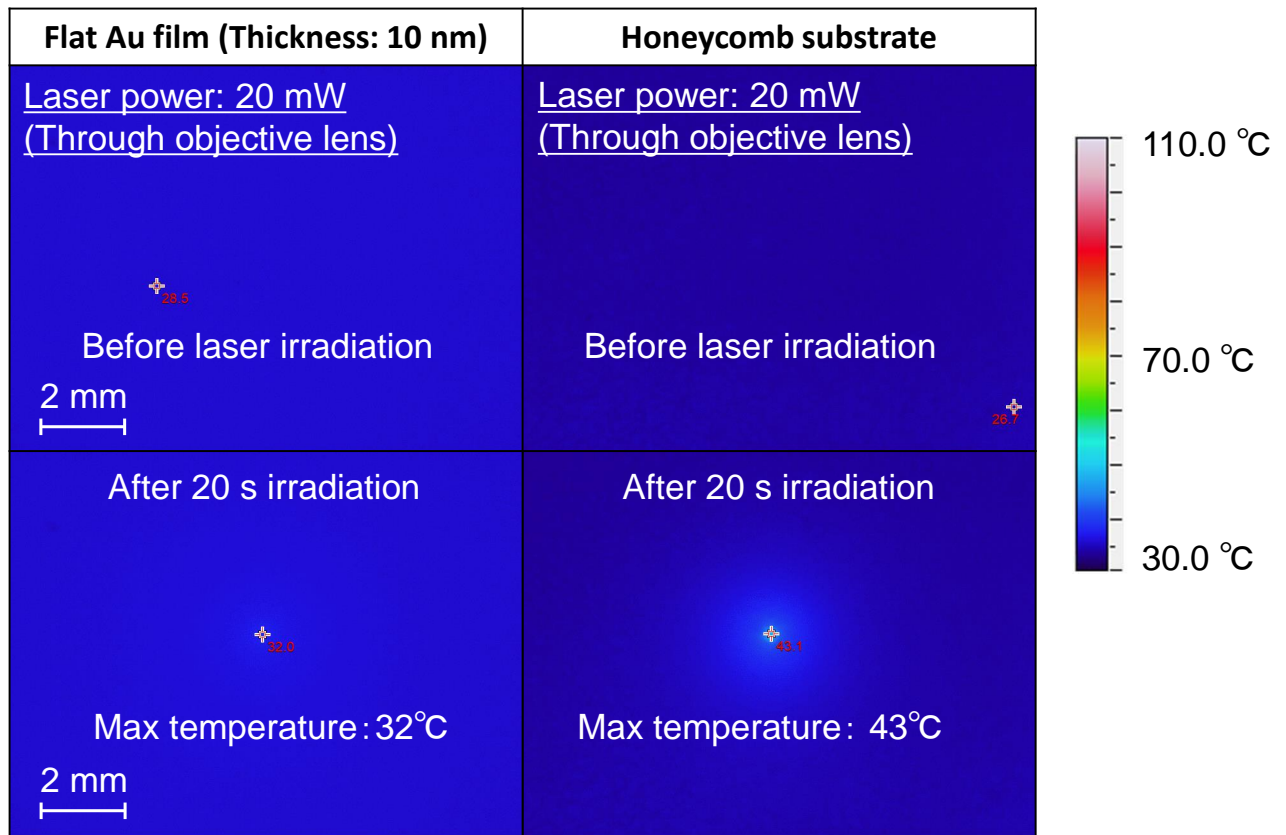 Flat Au film (Thickness: 10 nm)
Honeycomb substrate
Laser power: 20 mW
(Through objective lens)
28.5
Before laser irradiation
2 mm
Laser power: 20 mW
(Through objective lens)
Before laser irradiation
26.7
After 20 s irradiation
32.0
Max temperature：32℃
2 mm
After 20 s irradiation
43.1
Max temperature： 43℃
110.0 ℃
70.0 ℃
30.0 ℃